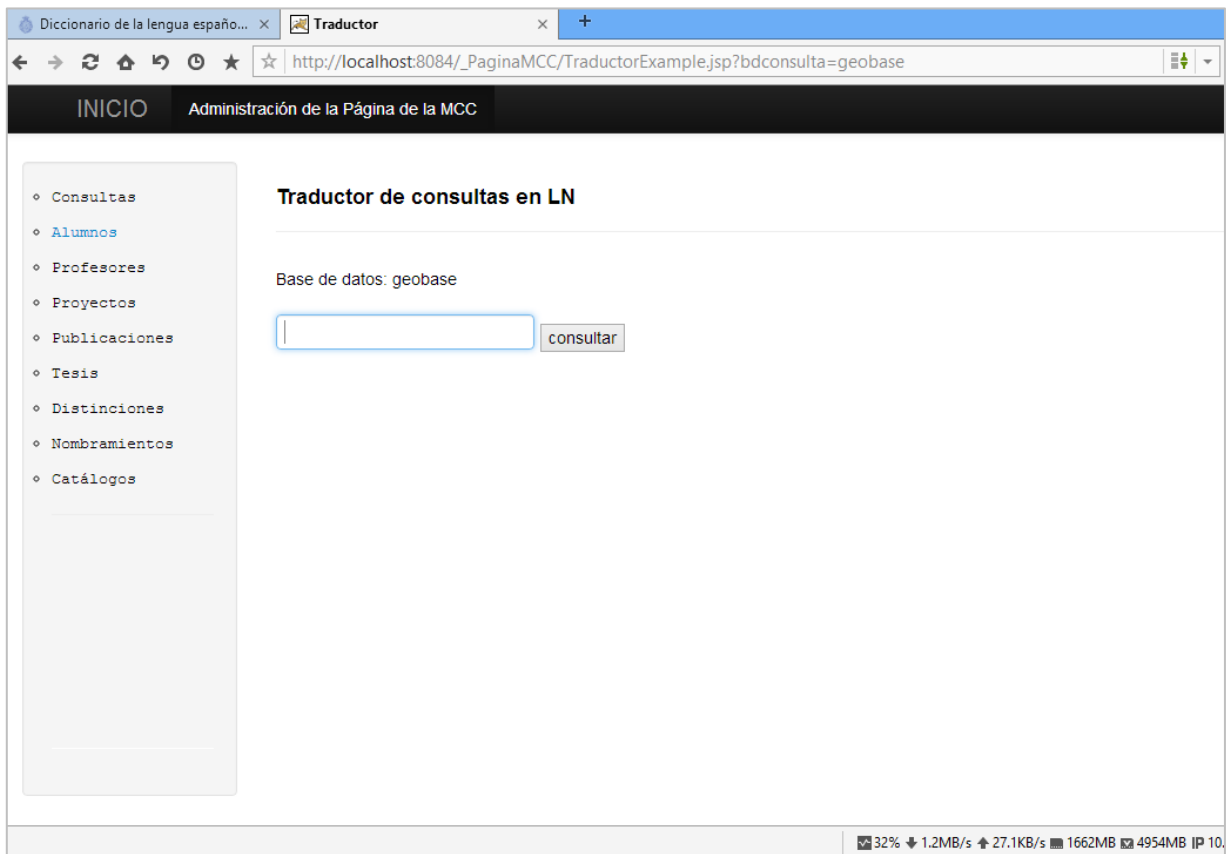 Diccionario de la lengua españo... Traductor
http://localhost:8084/_PaginaMCC/TraductorExample.jsp?bdconsulta=geobase
INICIO Administración de la Página de la MCC
Consultas
Alumnos
Profesores
Proyectos
Publicaciones
Tesis
Distinciones
Nombramientos
Catálogos
Traductor de consultas en LN
Base de datos: geobase
consultar
32% 1.2MB/s 27.1KB/s 1662MB 4954MB IP 10.